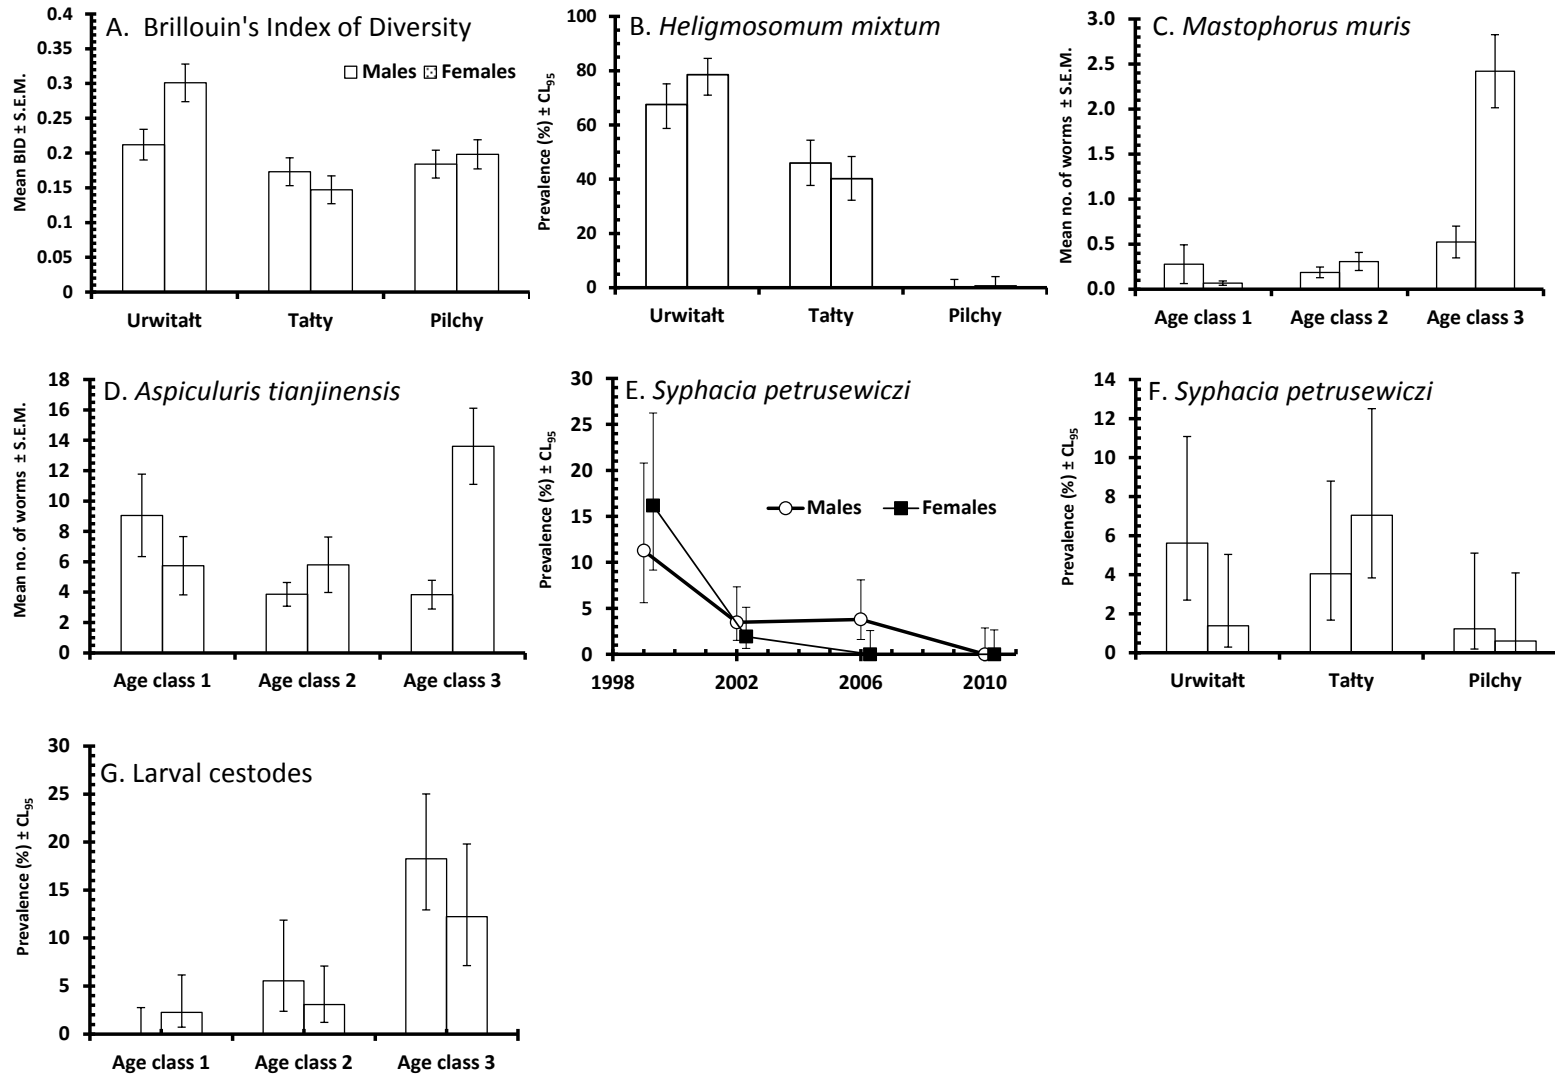 A. Brillouin's Index of Diversity
Males Females
Mean BID ± S.E.M.
0.4
0.35
0.3
0.25
0.2
0.15
0.1
0.05
0
Urwitałt Tałty Pilchy
B. Heligmosomum mixtum
Prevalence (%) ± CL95
100
80
60
40
20
0
Urwitałt Tałty Pilchy
C. Mastophorus muris
Mean no. of worms ± S.E.M.
3.0
2.5
2.0
1.5
1.0
0.5
0.0
Age class 1 Age class 2 Age class 3
D. Aspiculuris tianjinensis
Mean no. of worms ± S.E.M.
18
16
14
12
10
8
6
4
2
0
Age class 1 Age class 2 Age class 3
E. Syphacia petrusewiczi
Males Females
Prevalence (%) ± CL95
30
25
20
15
10
5
0
1998 2002 2006 2010
F. Syphacia petrusewiczi
Prevalence (%) ± CL95
14
12
10
8
6
4
2
0
Urwitałt Tałty Pilchy
G. Larval cestodes
Prevalence (%) ± CL95
30
25
20
15
10
5
0
Age class 1 Age class 2 Age class 3